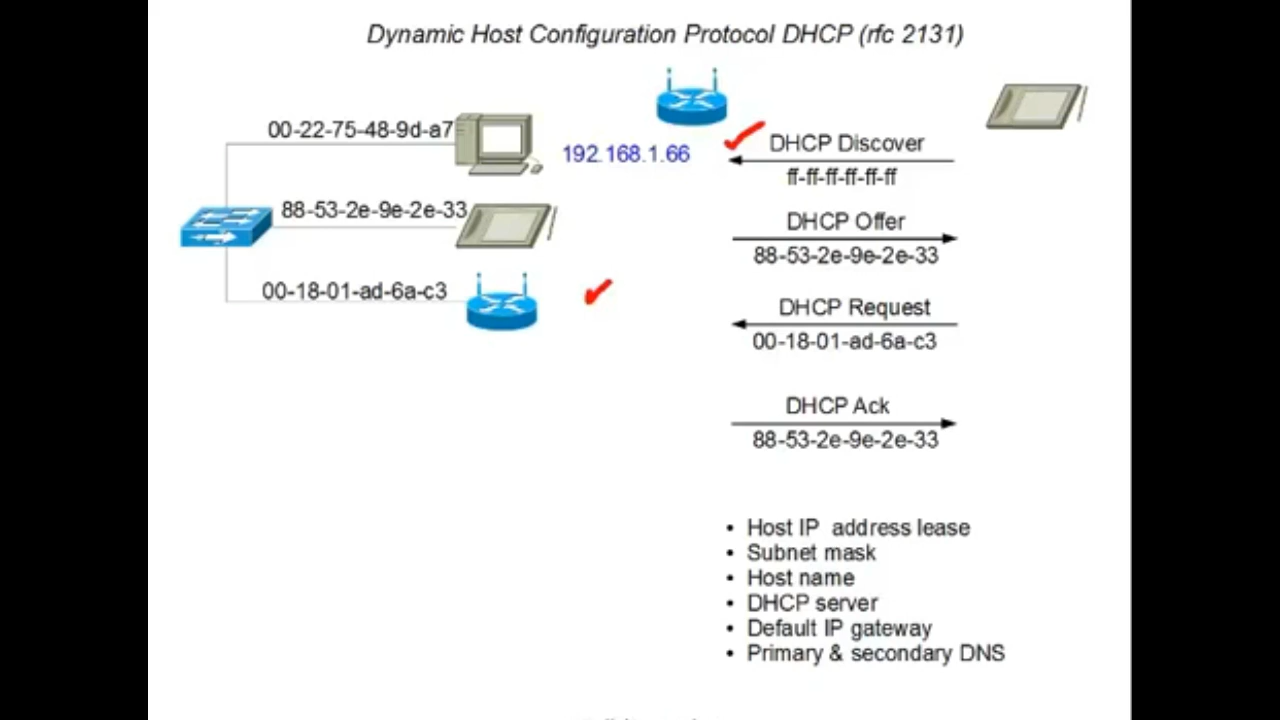 Dynamic Host Configuration Protocol DHCP (rfc 2131)
00-22-75-48-9d-a7
192.168.1.66
88-53-2e-9e-2e-33
00-18-01-ad-6a-c3
DHCP Discover
ff-ff-ff-ff-ff-ff
DHCP Offer
88-53-2e-9e-2e-33
DHCP Request
00-18-01-ad-6a-c3
DHCP Ack
88-53-2e-9e-2e-33
• Host IP address lease
• Subnet mask
• Host name
• DHCP server
• Default IP gateway
• Primary & secondary DNS